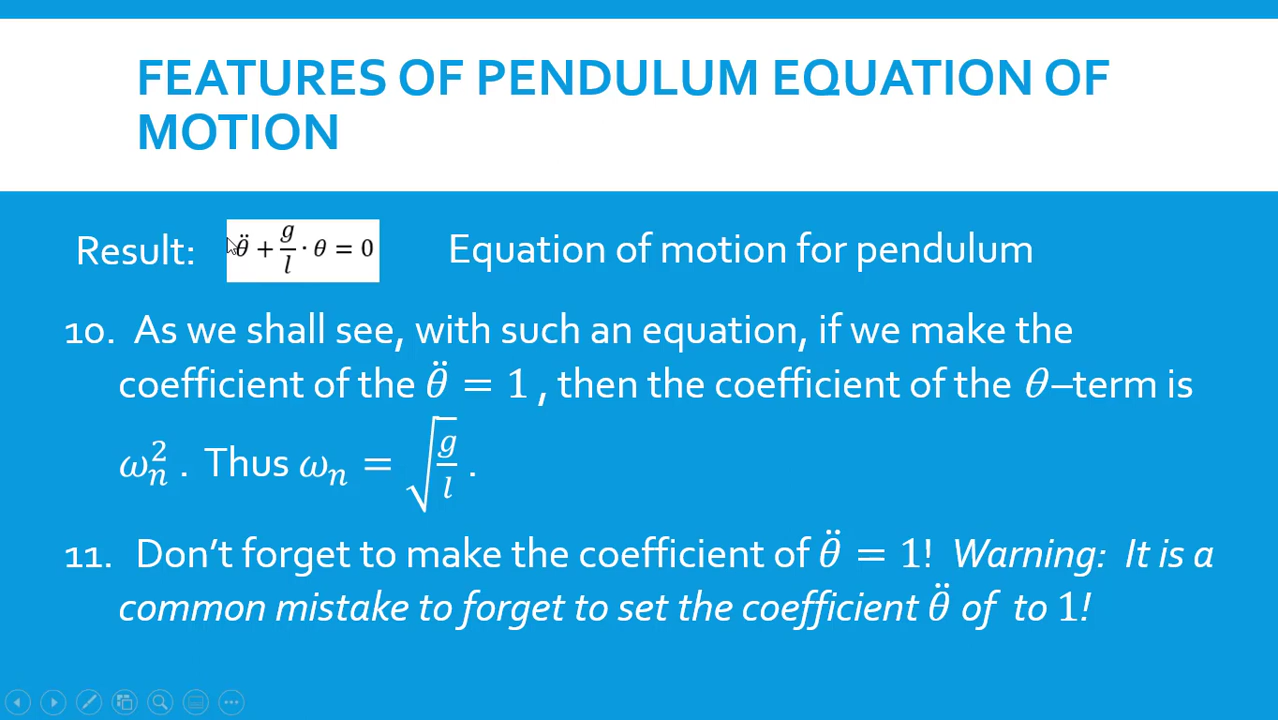 FEATURES OF PENDULUM EQUATION OF
MOTION
Result: θ̈ + g/l · θ = 0 Equation of motion for pendulum
10. As we shall see, with such an equation, if we make the
coefficient of the θ̈ = 1 , then the coefficient of the θ–term is
ωₙ² . Thus ωₙ = √(g/l) .
11. Don't forget to make the coefficient of θ̈ = 1! Warning: It is a
common mistake to forget to set the coefficient θ̈ of to 1!